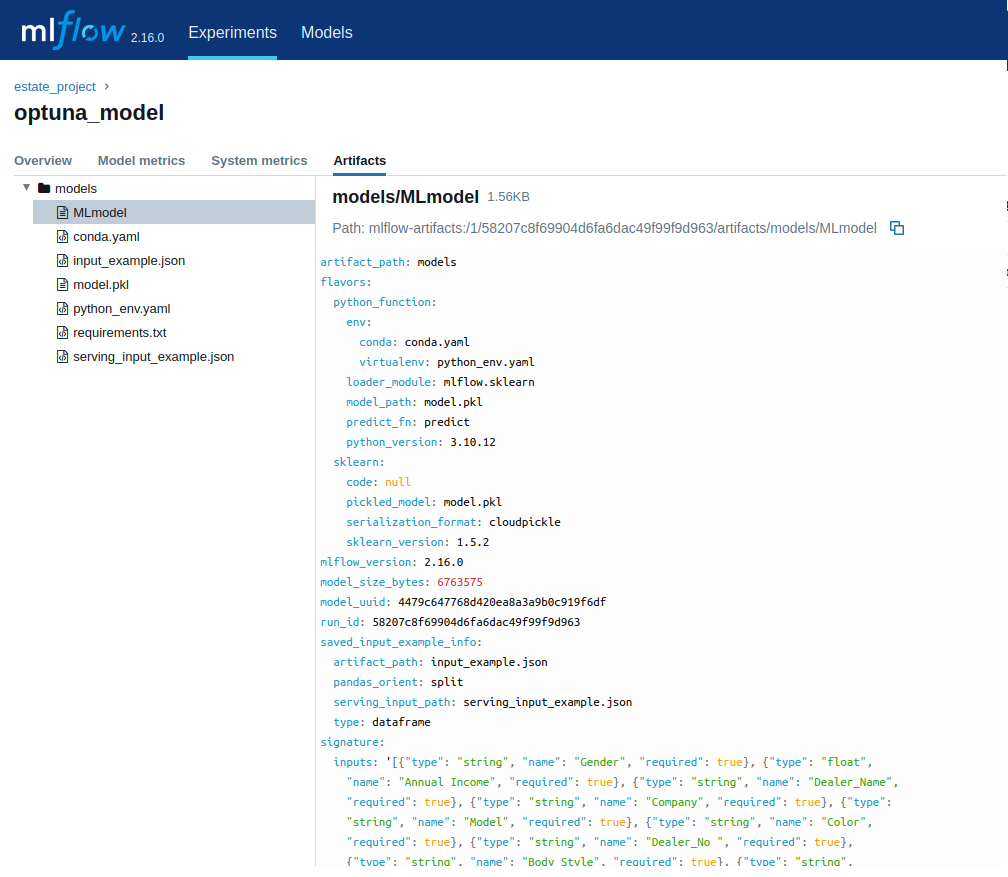 mlflow 2.16.0 Experiments Models
estate_project
optuna_model
Overview Model metrics System metrics Artifacts
models
MLmodel
conda.yaml
input_example.json
model.pkl
python_env.yaml
requirements.txt
serving_input_example.json
models/MLmodel 1.56KB
Path: mlflow-artifacts:/1/58207c8f69904d6fa6dac49f99f9d963/artifacts/models/MLmodel
artifact_path: models
flavors:
python_function:
env:
conda: conda.yaml
virtualenv: python_env.yaml
loader_module: mlflow.sklearn
model_path: model.pkl
predict_fn: predict
python_version: 3.10.12
sklearn:
code: null
pickled_model: model.pkl
serialization_format: cloudpickle
sklearn_version: 1.5.2
mlflow_version: 2.16.0
model_size_bytes: 6763575
model_uuid: 4479c647768d420ea8a3a9b0c919f6df
run_id: 58207c8f69904d6fa6dac49f99f9d963
saved_input_example_info:
artifact_path: input_example.json
pandas_orient: split
serving_input_path: serving_input_example.json
type: dataframe
signature:
inputs: '[{"type": "string", "name": "Gender", "required": true}, {"type": "float",
"name": "Annual Income", "required": true}, {"type": "string", "name": "Dealer_Name",
"required": true}, {"type": "string", "name": "Company", "required": true}, {"type":
"string", "name": "Model", "required": true}, {"type": "string", "name": "Color",
"required": true}, {"type": "string", "name": "Dealer_No ", "required": true},
{"type": "string", "name": "Body Style", "required": true}, {"type": "string",